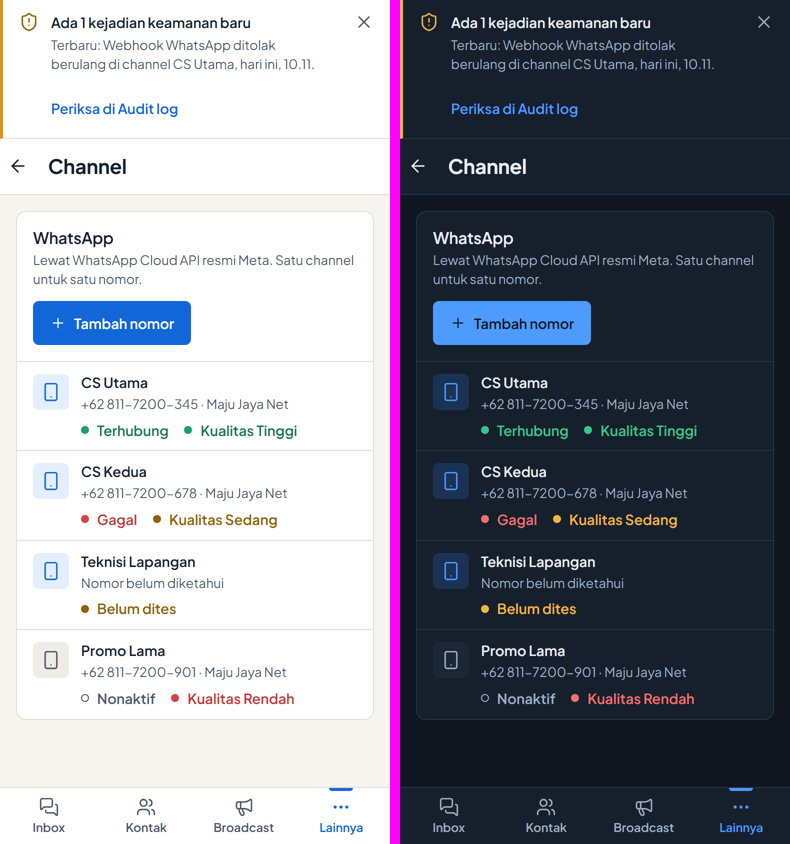 Ada 1 kejadian keamanan baru
Terbaru: Webhook WhatsApp ditolak
berulang di channel CS Utama, hari ini, 10.11.
Periksa di Audit log
Channel
WhatsApp
Lewat WhatsApp Cloud API resmi Meta. Satu channel
untuk satu nomor.
Tambah nomor
CS Utama
+62 811-7200-345 · Maju Jaya Net
Terhubung Kualitas Tinggi
CS Kedua
+62 811-7200-678 · Maju Jaya Net
Gagal Kualitas Sedang
Teknisi Lapangan
Nomor belum diketahui
Belum dites
Promo Lama
+62 811-7200-901 · Maju Jaya Net
Nonaktif Kualitas Rendah
Inbox Kontak Broadcast Lainnya
Ada 1 kejadian keamanan baru
Terbaru: Webhook WhatsApp ditolak
berulang di channel CS Utama, hari ini, 10.11.
Periksa di Audit log
Channel
WhatsApp
Lewat WhatsApp Cloud API resmi Meta. Satu channel
untuk satu nomor.
Tambah nomor
CS Utama
+62 811-7200-345 · Maju Jaya Net
Terhubung Kualitas Tinggi
CS Kedua
+62 811-7200-678 · Maju Jaya Net
Gagal Kualitas Sedang
Teknisi Lapangan
Nomor belum diketahui
Belum dites
Promo Lama
+62 811-7200-901 · Maju Jaya Net
Nonaktif Kualitas Rendah
Inbox Kontak Broadcast Lainnya